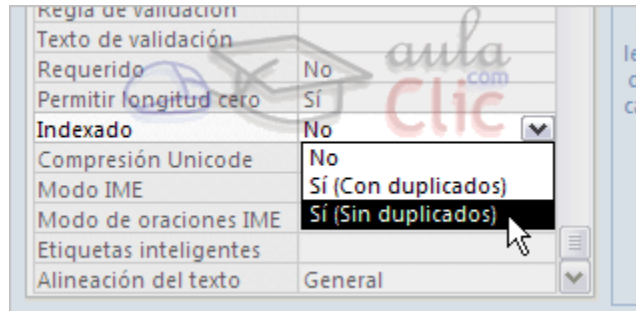 Regla de validación
Texto de validación
Requerido No
Permitir longitud cero Sí
Indexado No
Compresión Unicode No
Modo IME Sí (Con duplicados)
Modo de oraciones IME Sí (Sin duplicados)
Etiquetas inteligentes
Alineación del texto General
aula
Clic
com
le
c